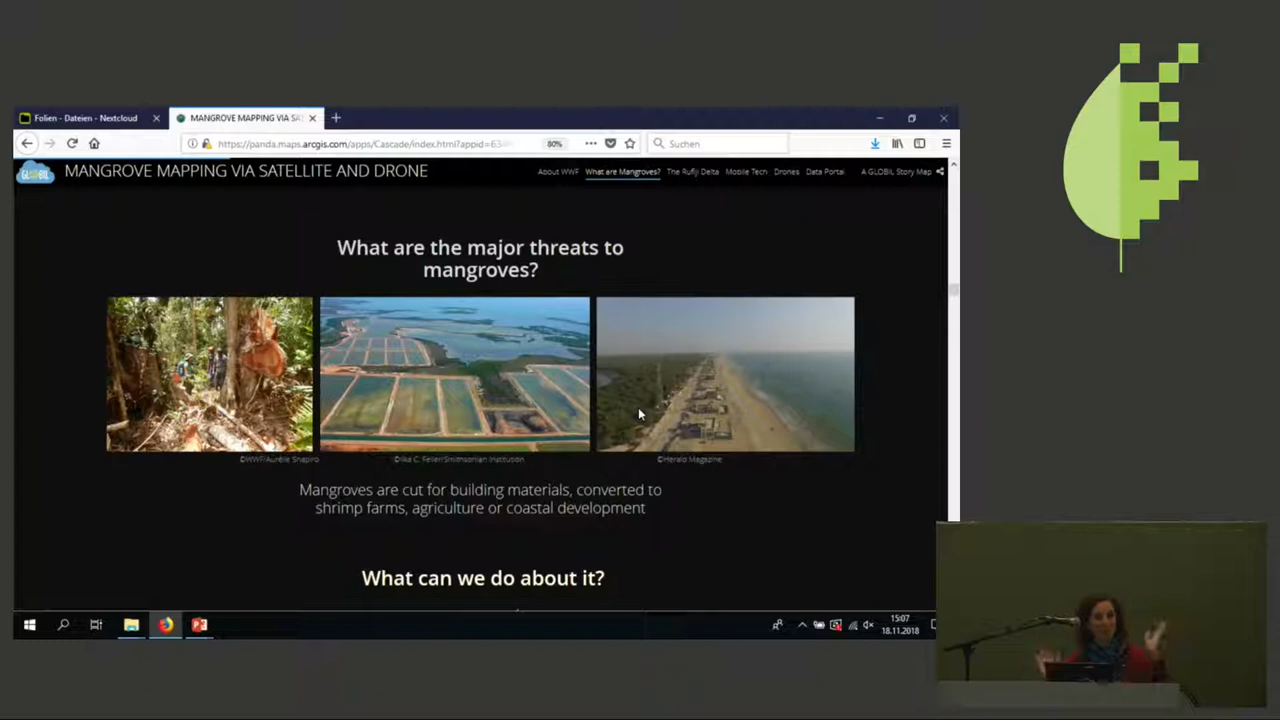 Folien - Dateien - Nextcloud
MANGROVE MAPPING VIA SA
https://panda.maps.arcgis.com/apps/Cascade/index.html?appid=634
80%
Suchen
GLOBIL
MANGROVE MAPPING VIA SATELLITE AND DRONE
About WWF What are Mangroves? The Rufiji Delta Mobile Tech Drones Data Portal A GLOBIL Story Map
What are the major threats to
mangroves?
©WWF/Aurélie Shapiro
©Ilka C. Feller/Smithsonian Institution
©Herald Magazine
Mangroves are cut for building materials, converted to
shrimp farms, agriculture or coastal development
What can we do about it?
15:07
18.11.2018